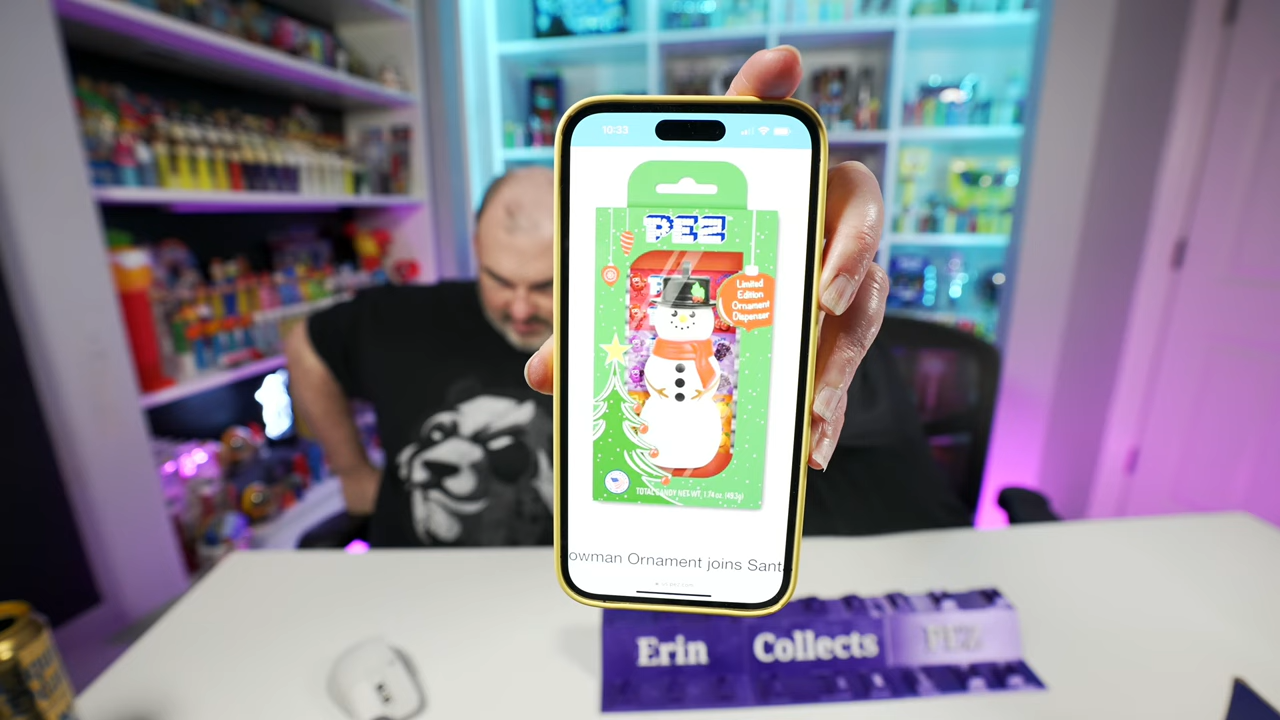 10:33
PEZ
Limited
Edition
Ornament
Dispenser
TOTAL CANDY NET WT. 1.74 oz (49.3g)
owman Ornament joins Santa
Erin Collects PEZ